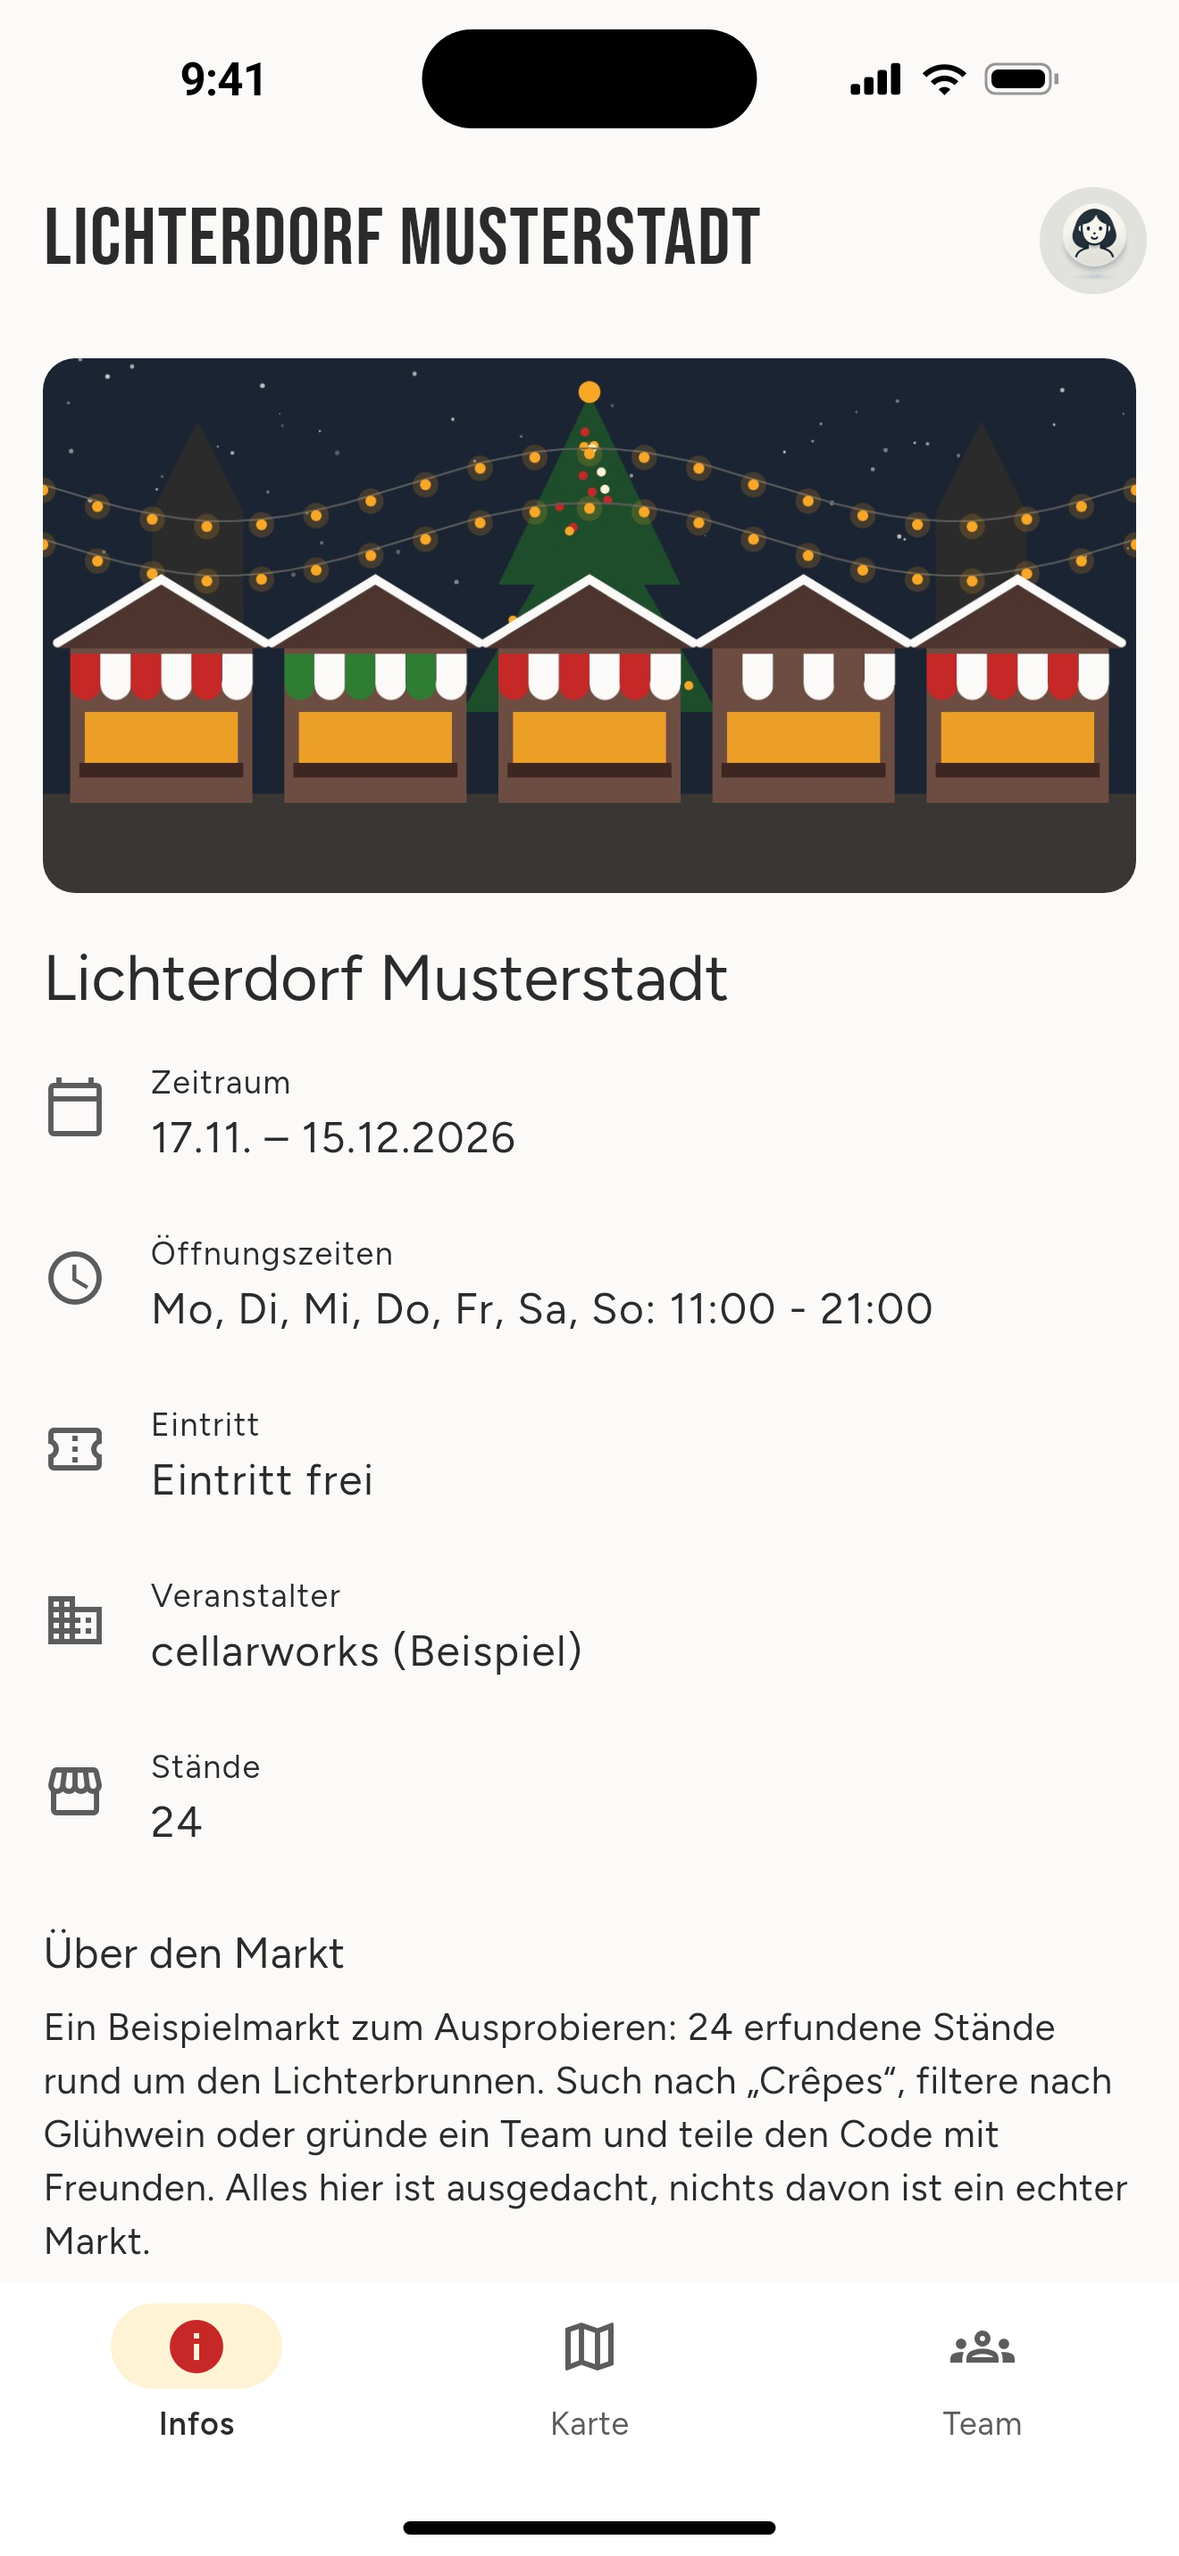 9:41
LICHTERDORF MUSTERSTADT
Lichterdorf Musterstadt
Zeitraum
17.11. – 15.12.2026
Öffnungszeiten
Mo, Di, Mi, Do, Fr, Sa, So: 11:00 - 21:00
Eintritt
Eintritt frei
Veranstalter
cellarworks (Beispiel)
Stände
24
Über den Markt
Ein Beispielmarkt zum Ausprobieren: 24 erfundene Stände
rund um den Lichterbrunnen. Such nach „Crêpes“, filtere nach
Glühwein oder gründe ein Team und teile den Code mit
Freunden. Alles hier ist ausgedacht, nichts davon ist ein echter
Markt.
Infos
Karte
Team